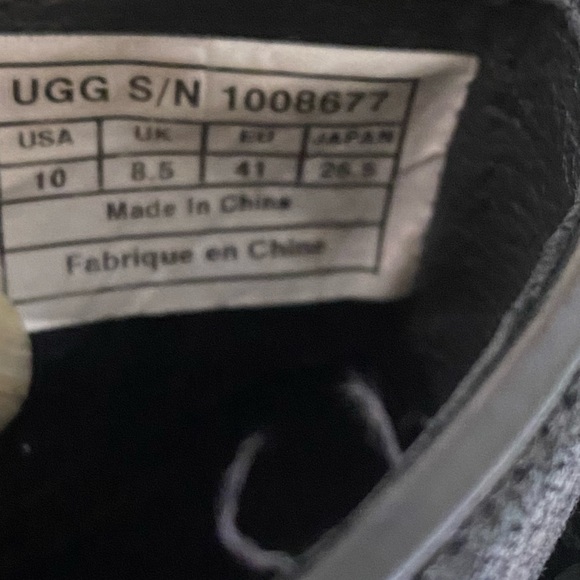 UGG S/N 1008677
USA UK EU JAPAN
10 8.5 41 26.5
Made in China
Fabrique en Chine